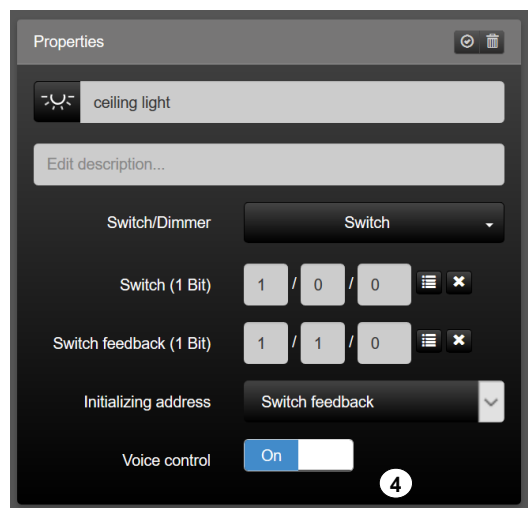 Properties
ceiling light
Edit description...
Switch/Dimmer Switch
Switch (1 Bit) 1 / 0 / 0
Switch feedback (1 Bit) 1 / 1 / 0
Initializing address Switch feedback
Voice control On
4